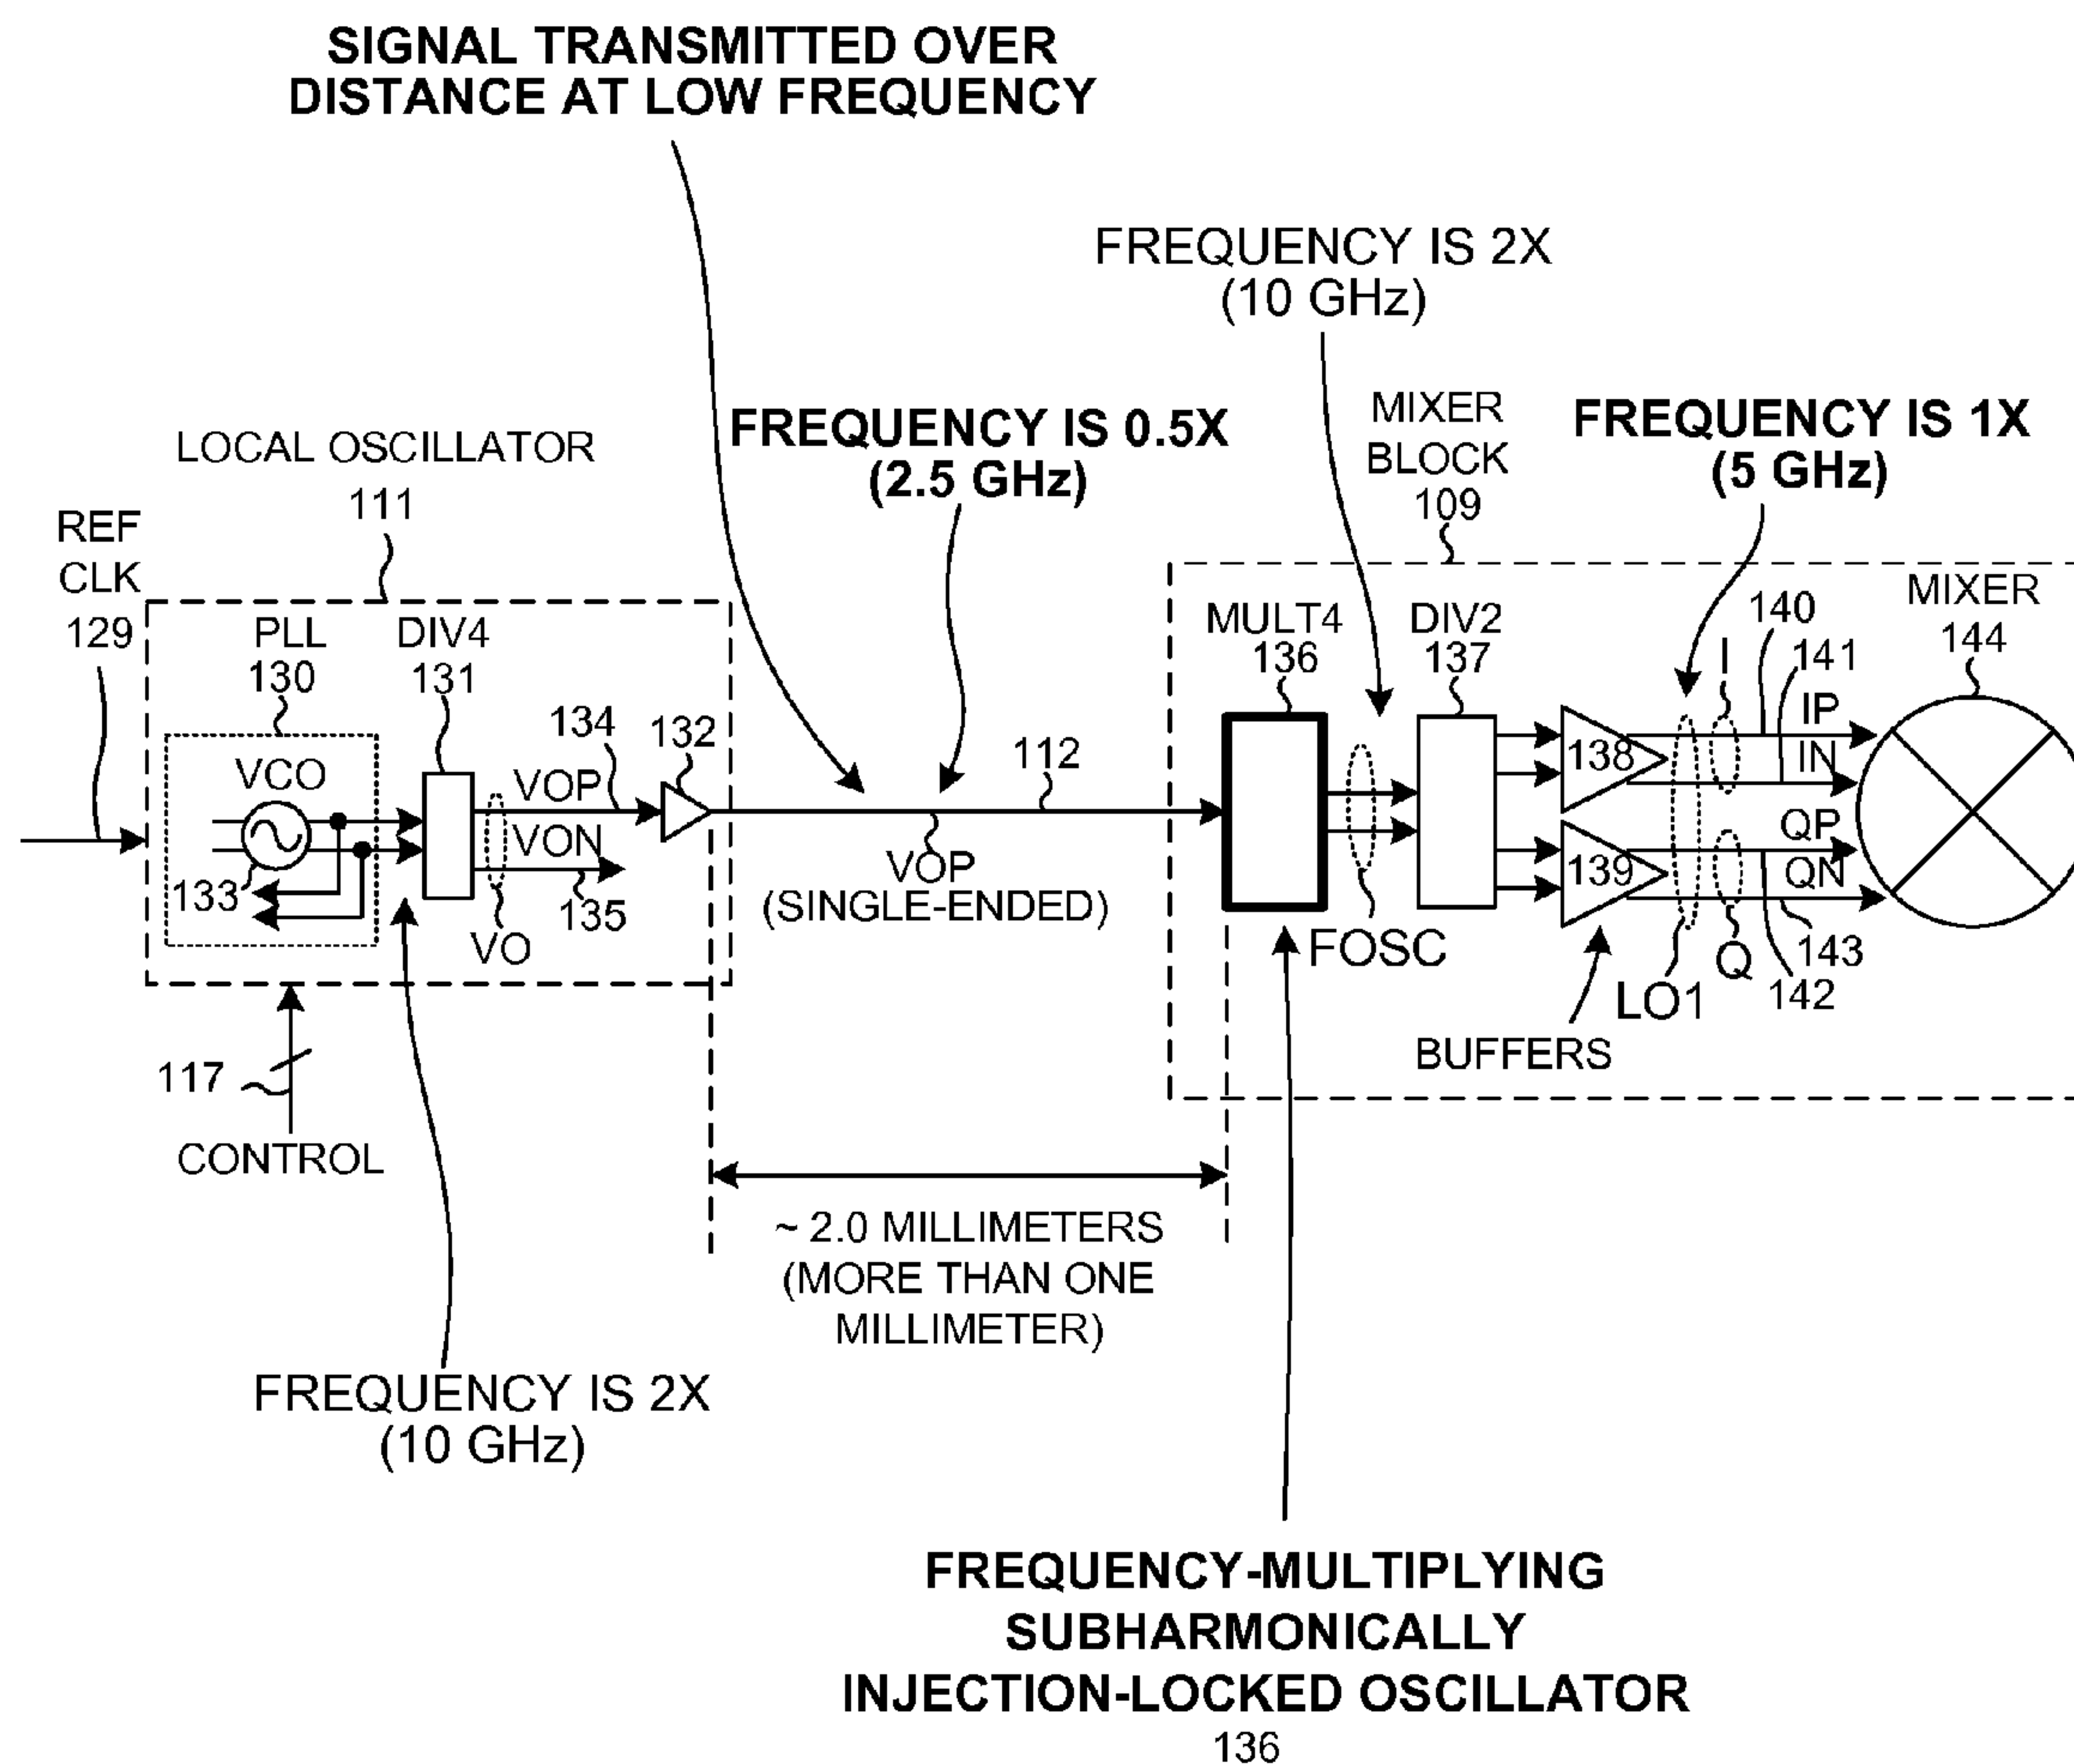 SIGNAL TRANSMITTED OVER
DISTANCE AT LOW FREQUENCY
FREQUENCY IS 2X
(10 GHz)
MIXER
BLOCK
109
FREQUENCY IS 1X
(5 GHz)
FREQUENCY IS 0.5X
(2.5 GHz)
LOCAL OSCILLATOR
111
REF
CLK
129
PLL
130
DIV4
131
VCO
133
134
132
VOP
VON
135
VO
112
VOP
(SINGLE-ENDED)
MULT4
136
DIV2
137
FOSC
138
139
BUFFERS
LO1
I
Q
140
141
IP
IN
QP
QN
143
142
MIXER
144
117
CONTROL
~ 2.0 MILLIMETERS
(MORE THAN ONE
MILLIMETER)
FREQUENCY IS 2X
(10 GHz)
FREQUENCY-MULTIPLYING
SUBHARMONICALLY
INJECTION-LOCKED OSCILLATOR
136